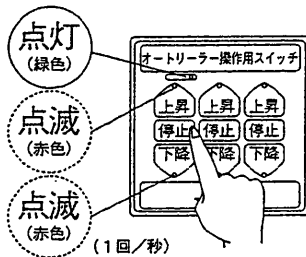 点灯
(緑色)
点滅
(赤色)
点滅
(赤色)
(1回/秒)
オートリーラー操作用スイッチ
上昇 上昇 上昇
停止 停止 停止
下降 下降 下降